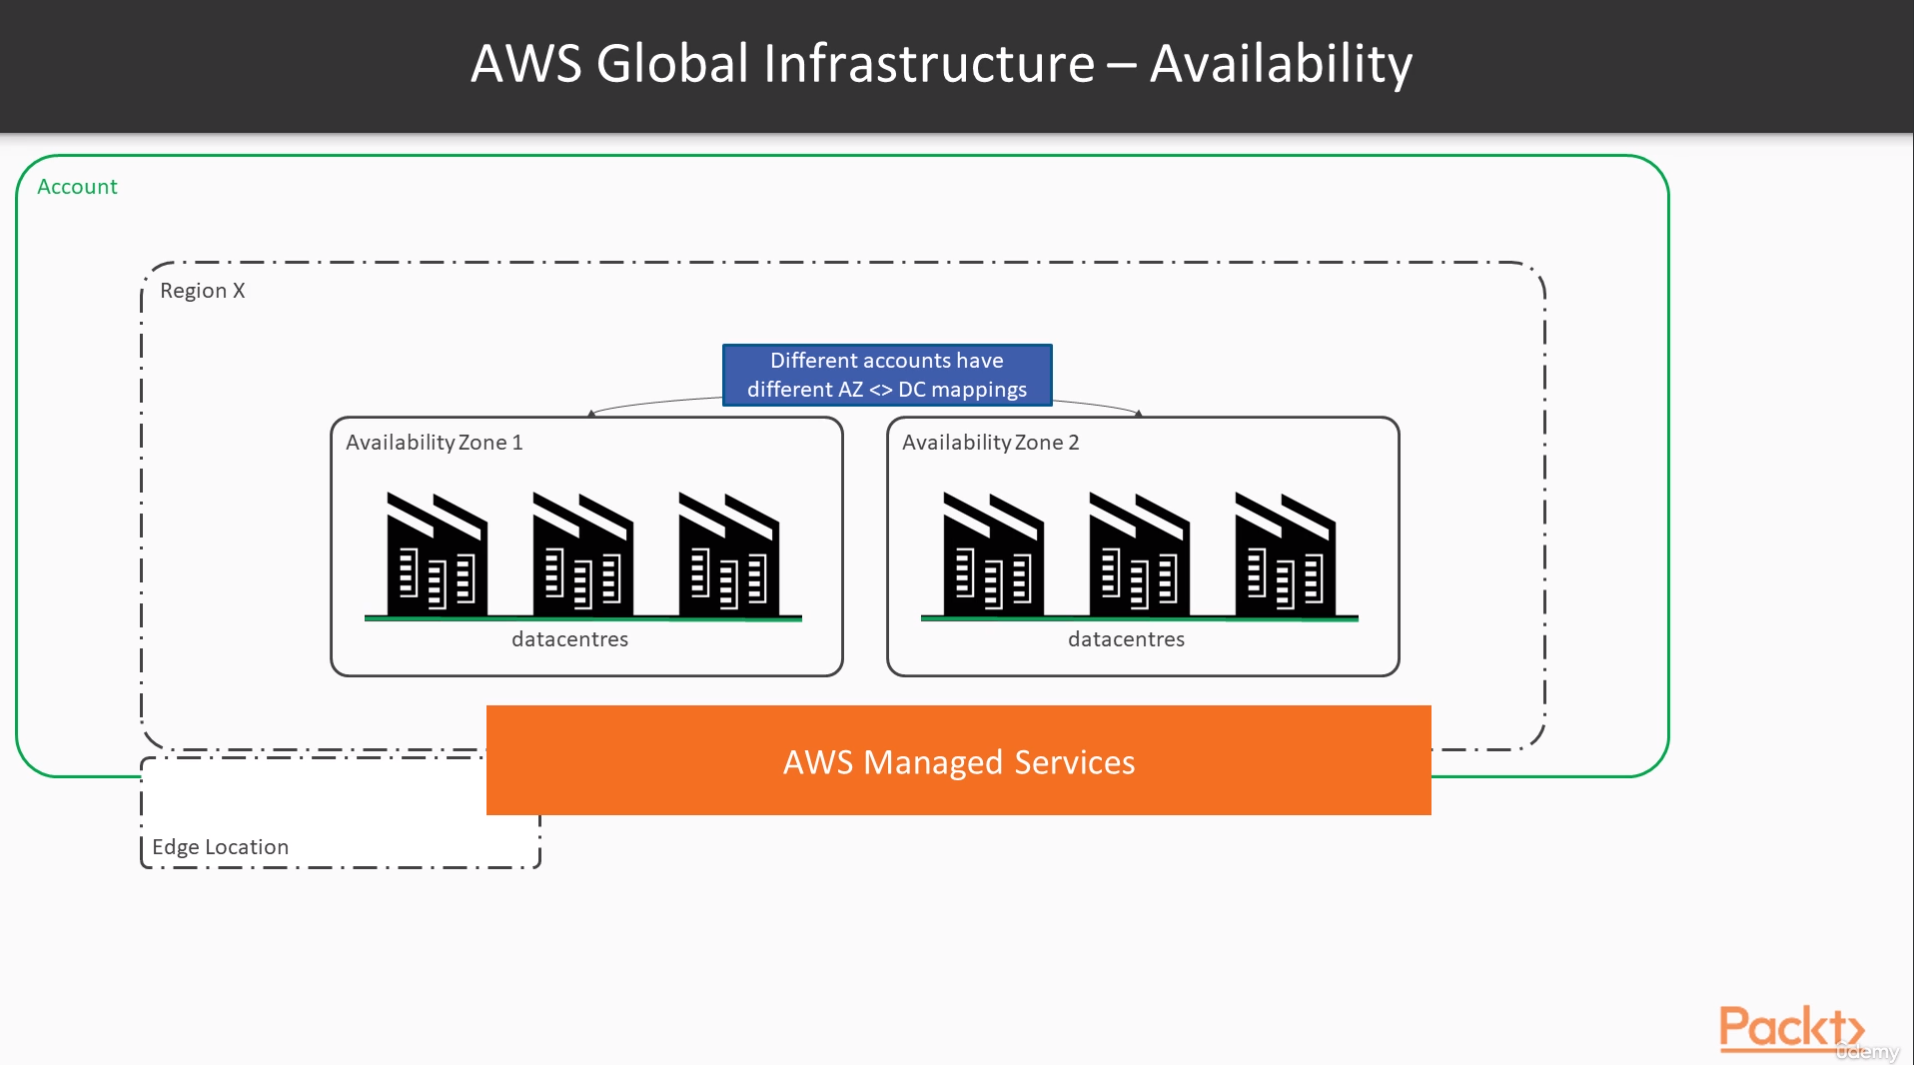 AWS Global Infrastructure – Availability
Account
Region X
Different accounts have
different AZ <> DC mappings
Availability Zone 1
Availability Zone 2
datacentres
datacentres
AWS Managed Services
Edge Location
Packt>
ûdemy